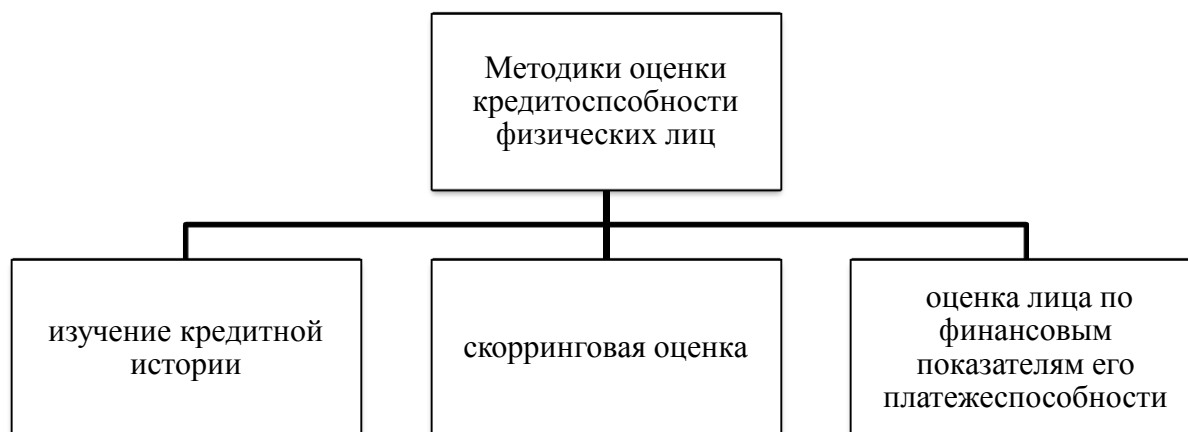 Методики оценки
кредитоспсобности
физических лиц
изучение кредитной
истории
скорринговая оценка
оценка лица по
финансовым
показателям его
платежеспособности